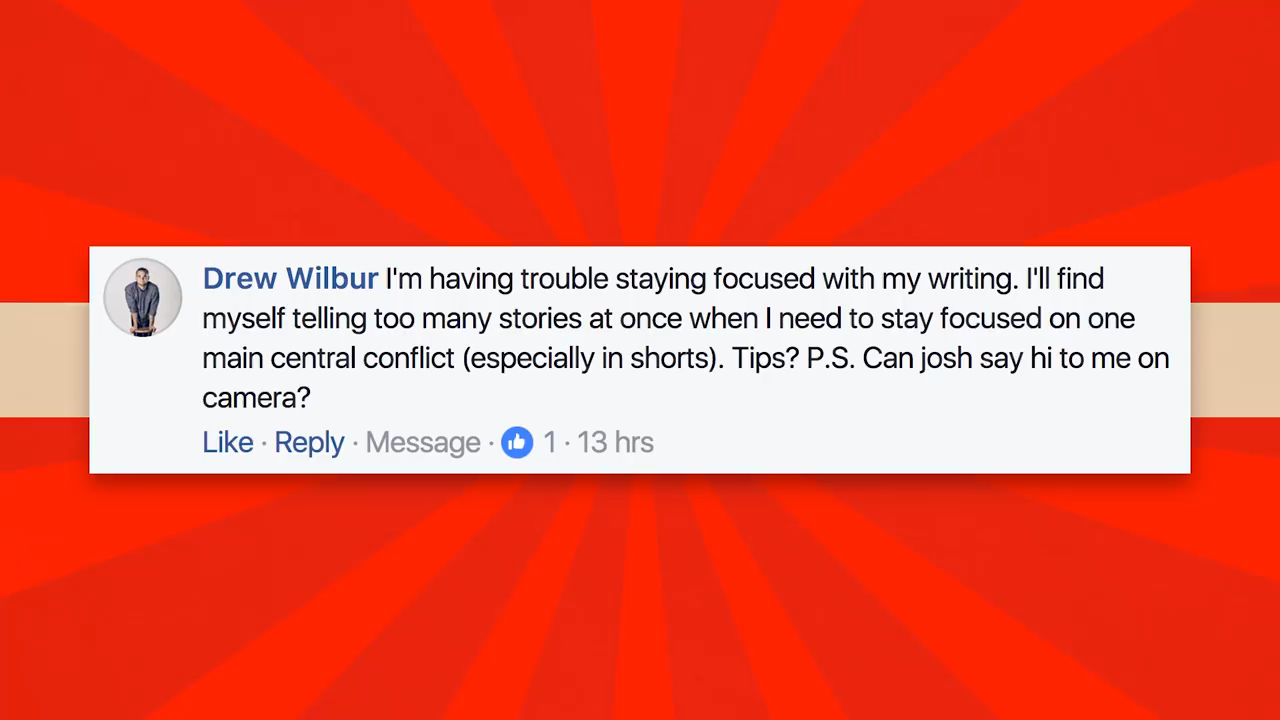 Drew Wilbur I'm having trouble staying focused with my writing. I'll find
myself telling too many stories at once when I need to stay focused on one
main central conflict (especially in shorts). Tips? P.S. Can josh say hi to me on
camera?
Like · Reply · Message · 1 · 13 hrs